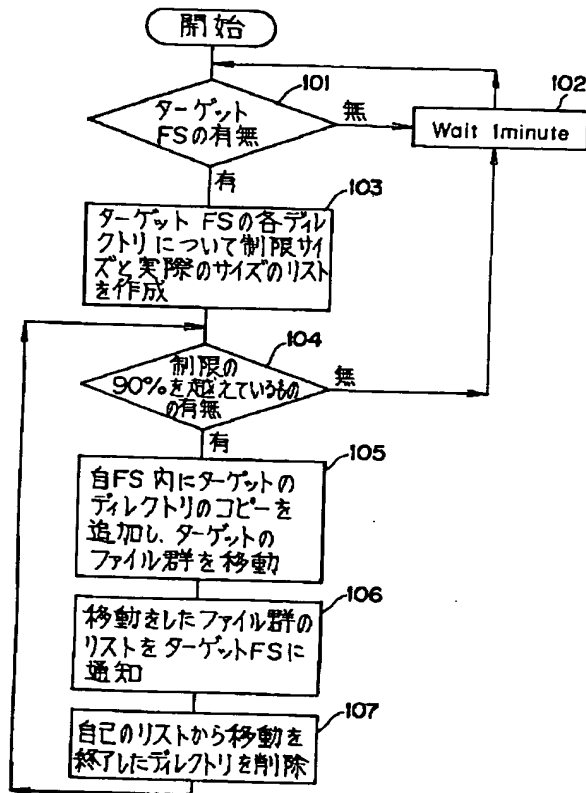 開始
101
ターゲット
FSの有無
無
102
Wait 1minute
有
103
ターゲット FSの各ディレ
クトリについて制限サイ
ズと実際のサイズのリスト
を作成
104
制限の
90%を越えているもの
の有無
無
有
105
自FS内にターゲットの
ディレクトリのコピーを
追加し、ターゲットの
ファイル群を移動
106
移動をしたファイル群の
リストをターゲットFSに
通知
107
自己のリストから移動を
終了したディレクトリを削除